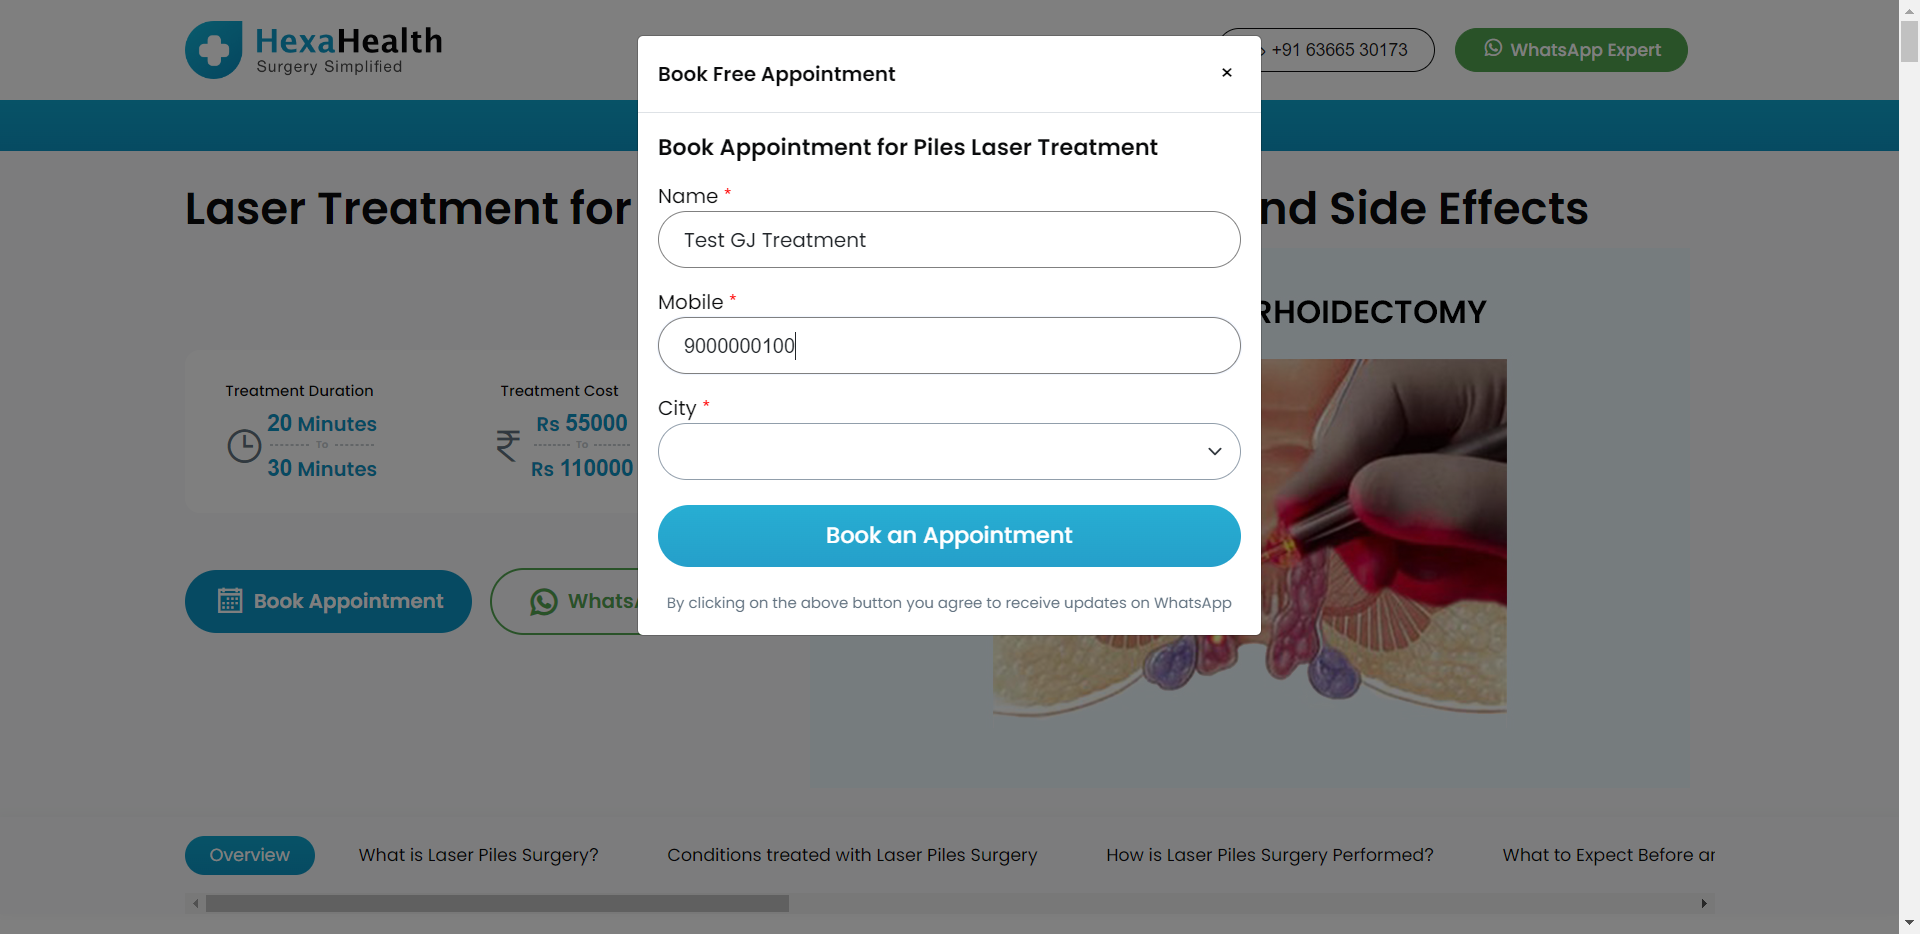 HexaHealth
Surgery Simplified
+91 63665 30173
WhatsApp Expert
Book Free Appointment
×
Book Appointment for Piles Laser Treatment
Name *
Test GJ Treatment
Mobile *
9000000100
City *
Book an Appointment
By clicking on the above button you agree to receive updates on WhatsApp
Laser Treatment for
nd Side Effects
RHOIDECTOMY
Treatment Duration
20 Minutes
To
30 Minutes
Treatment Cost
Rs 55000
To
Rs 110000
Book Appointment
Whats
Overview
What is Laser Piles Surgery?
Conditions treated with Laser Piles Surgery
How is Laser Piles Surgery Performed?
What to Expect Before ar